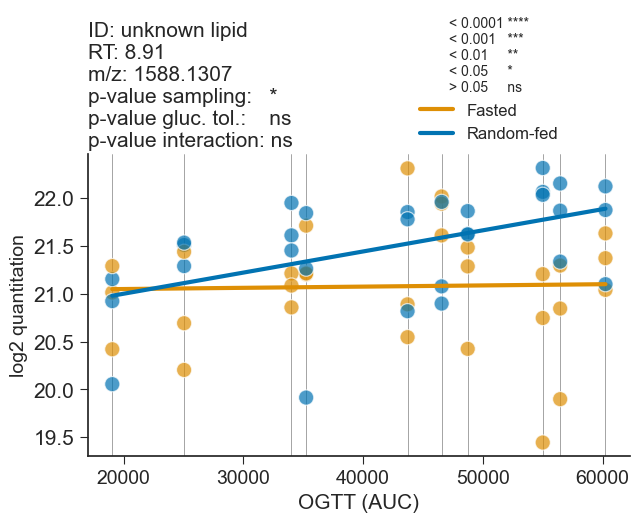 ID: unknown lipid
RT: 8.91
m/z: 1588.1307
p-value sampling: *
p-value gluc. tol.: ns
p-value interaction: ns
< 0.0001 ****
< 0.001 ***
< 0.01 **
< 0.05 *
> 0.05 ns
Fasted
Random-fed
22.0
21.5
21.0
20.5
20.0
19.5
log2 quantitation
20000 30000 40000 50000 60000
OGTT (AUC)